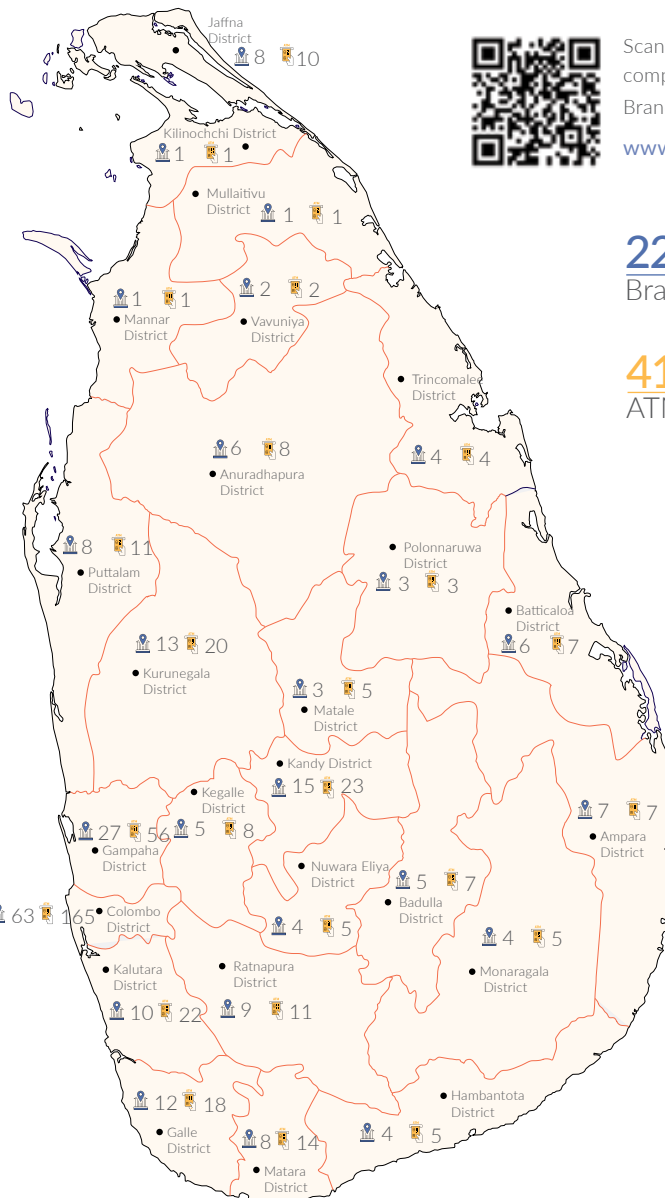 Jaffna
District
8 10
Scan
comp
Bran
www
Kilinochchi District
1 1
Mullaitivu
District
1 1
22
Bra
2 2
1 1
Mannar
District
Vavuniya
District
41
ATM
Trincomalee
District
6 8
4 4
Anuradhapura
District
8 11
Puttalam
District
Polonnaruwa
District
3 3
Batticaloa
District
6 7
13 20
Kurunegala
District
3 5
Matale
District
Kandy District
15 23
Kegalle
District
5 8
27 56
Gampaha
District
7 7
Ampara
District
Nuwara Eliya
District
4 5
5 7
Badulla
District
63 165
Colombo
District
4 5
Monaragala
District
Kalutara
District
10 22
Ratnapura
District
9 11
Hambantota
District
4 5
12 18
Galle
District
8 14
Matara
District